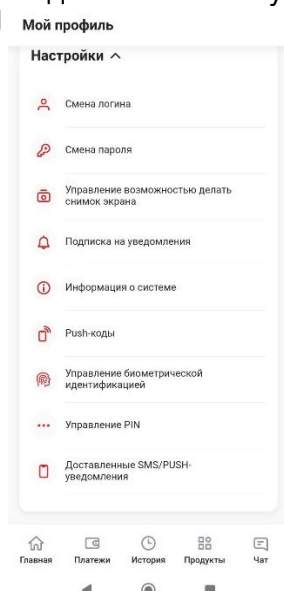 Мой профиль
Настройки
Смена логина
Смена пароля
Управление возможностью делать
снимок экрана
Подписка на уведомления
Информация о системе
Push-коды
Управление биометрической
идентификацией
Управление PIN
Доставленные SMS/PUSH-
уведомления
Главная Платежи История Продукты Чат